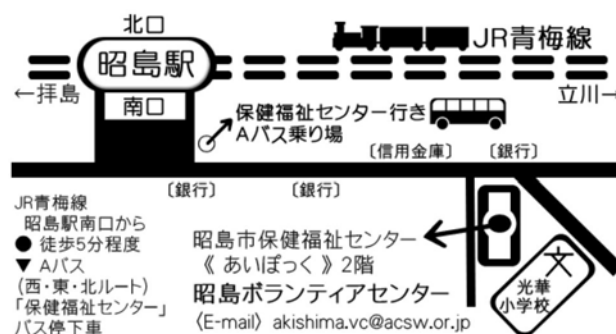 北口
JR青梅線
昭島駅
←拝島
立川→
南口
保健福祉センター行き
Aバス乗り場
〔信用金庫〕
〔銀行〕
〔銀行〕
〔銀行〕
JR青梅線
昭島駅南口から
● 徒歩5分程度
▼ Aバス
(西・東・北ルート)
「保健福祉センター」
バス停下車
昭島市保健福祉センター
《 あいぽっく 》2階
昭島ボランティアセンター
〈E-mail〉 akishima.vc@acsw.or.jp
文
光華
小学校